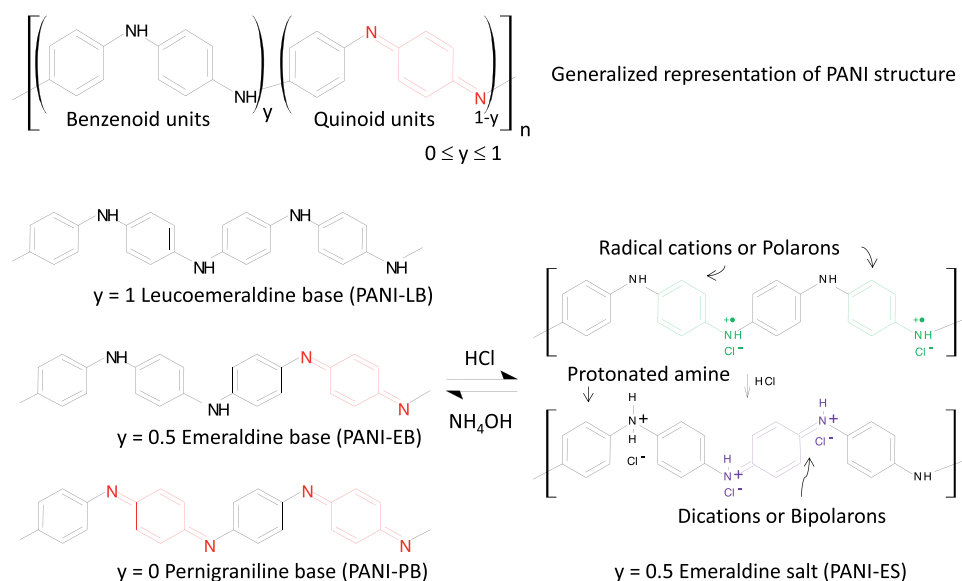 NH
N
Generalized representation of PANI structure
NH
N
Benzenoid units
y
Quinoid units
1-y
n
0 ≤ y ≤ 1
NH
NH
NH
NH
y = 1 Leucoemeraldine base (PANI-LB)
Radical cations or Polarons
NH
NH
+•
NH
Cl -
+•
NH
Cl -
NH
N
NH
N
y = 0.5 Emeraldine base (PANI-EB)
HCl
NH4OH
Protonated amine
HCl
H
N+
H
Cl -
H
N+
Cl -
H
N+
Cl -
NH
Dications or Bipolarons
N
N
N
N
y = 0 Pernigraniline base (PANI-PB)
y = 0.5 Emeraldine salt (PANI-ES)